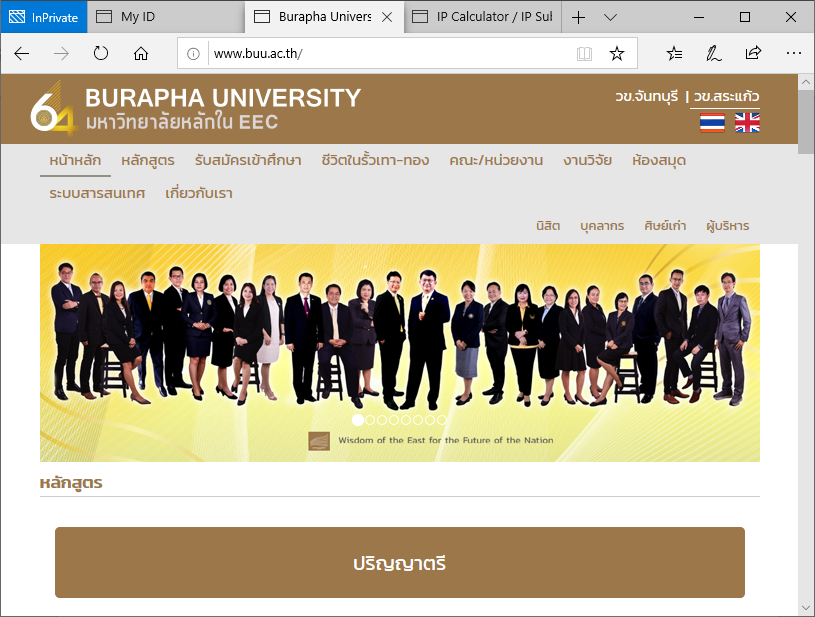 InPrivate My ID Burapha Univers IP Calculator / IP Sul
www.buu.ac.th/
64 BURAPHA UNIVERSITY
มหาวิทยาลัยหลักใน EEC
วข.จันทบุรี | วข.สระแก้ว
หน้าหลัก หลักสูตร รับสมัครเข้าศึกษา ชีวิตในรั้วเทา-ทอง คณะ/หน่วยงาน งานวิจัย ห้องสมุด
ระบบสารสนเทศ เกี่ยวกับเรา
นิสิต บุคลากร ศิษย์เก่า ผู้บริหาร
Wisdom of the East for the Future of the Nation
หลักสูตร
ปริญญาตรี